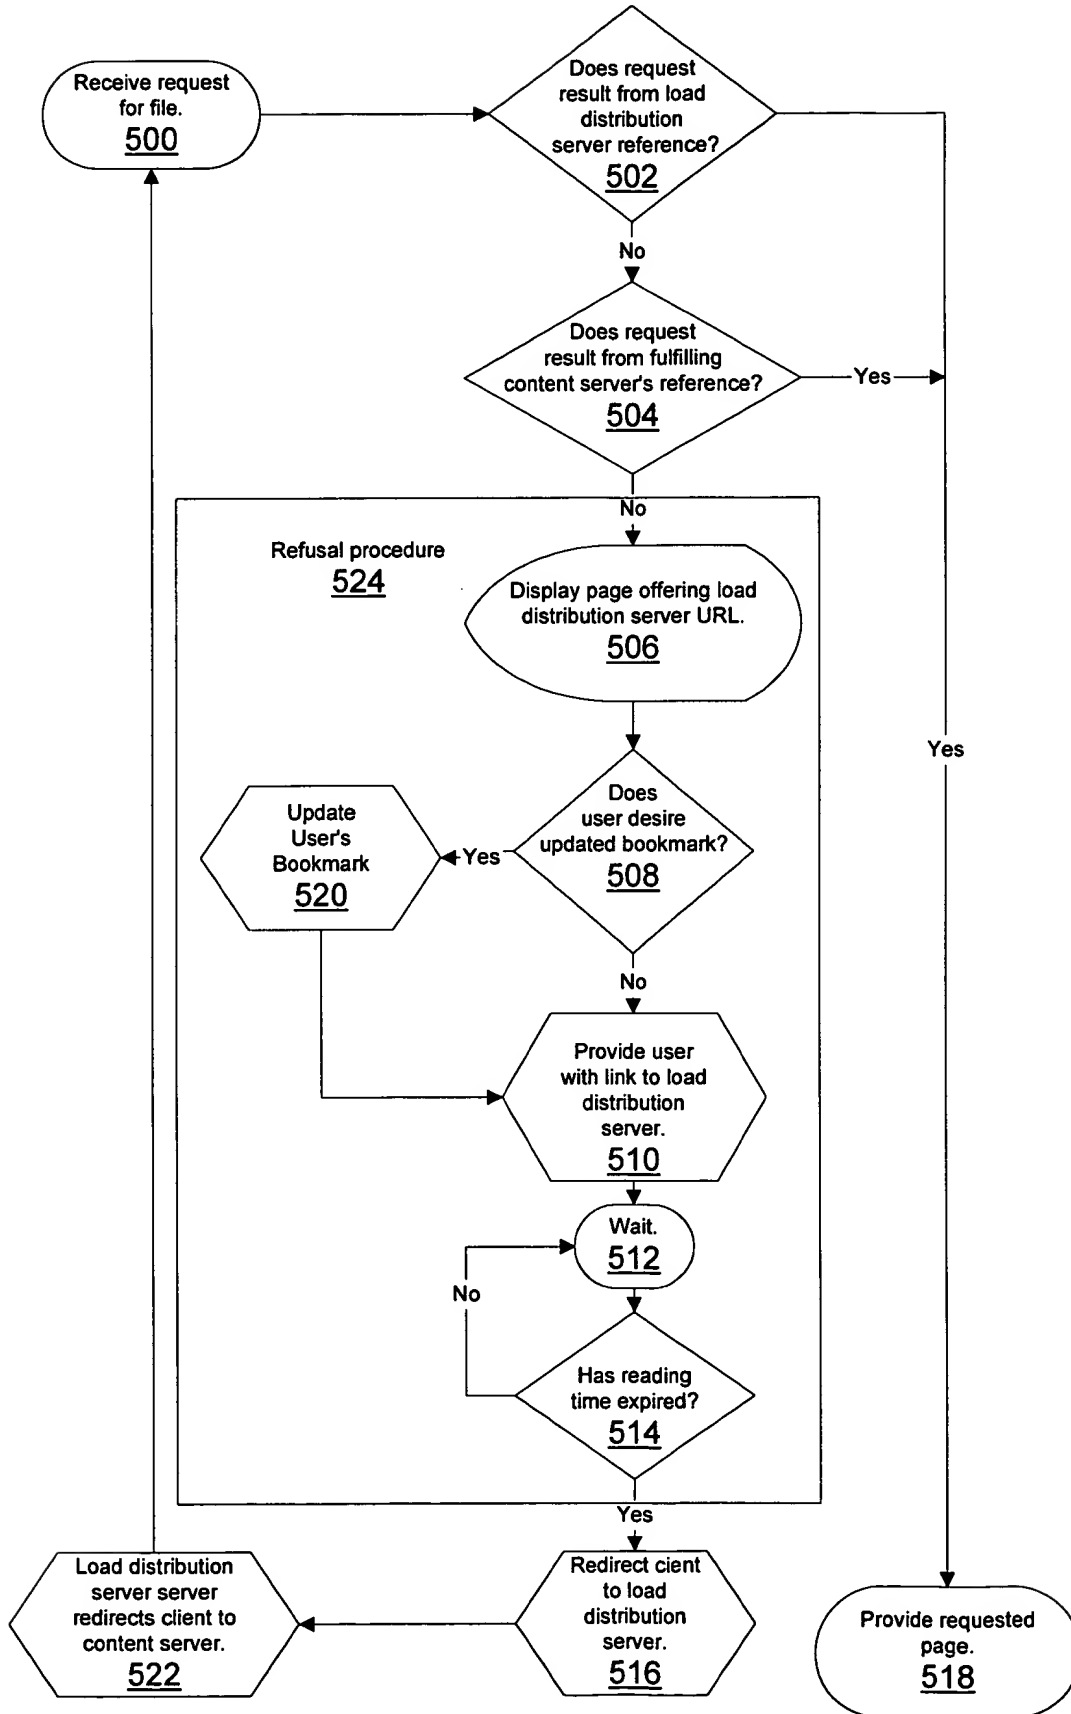 Receive request
for file.
500
Does request
result from load
distribution
server reference?
502
No
Does request
result from fulfilling
content server's reference?
504
Yes
No
Refusal procedure
524
Display page offering load
distribution server URL.
506
Yes
Does
user desire
updated bookmark?
508
Yes
Update
User's
Bookmark
520
No
Provide user
with link to load
distribution
server.
510
Wait.
512
No
Has reading
time expired?
514
Yes
Redirect cient
to load
distribution
server.
516
Load distribution
server server
redirects client to
content server.
522
Provide requested
page.
518